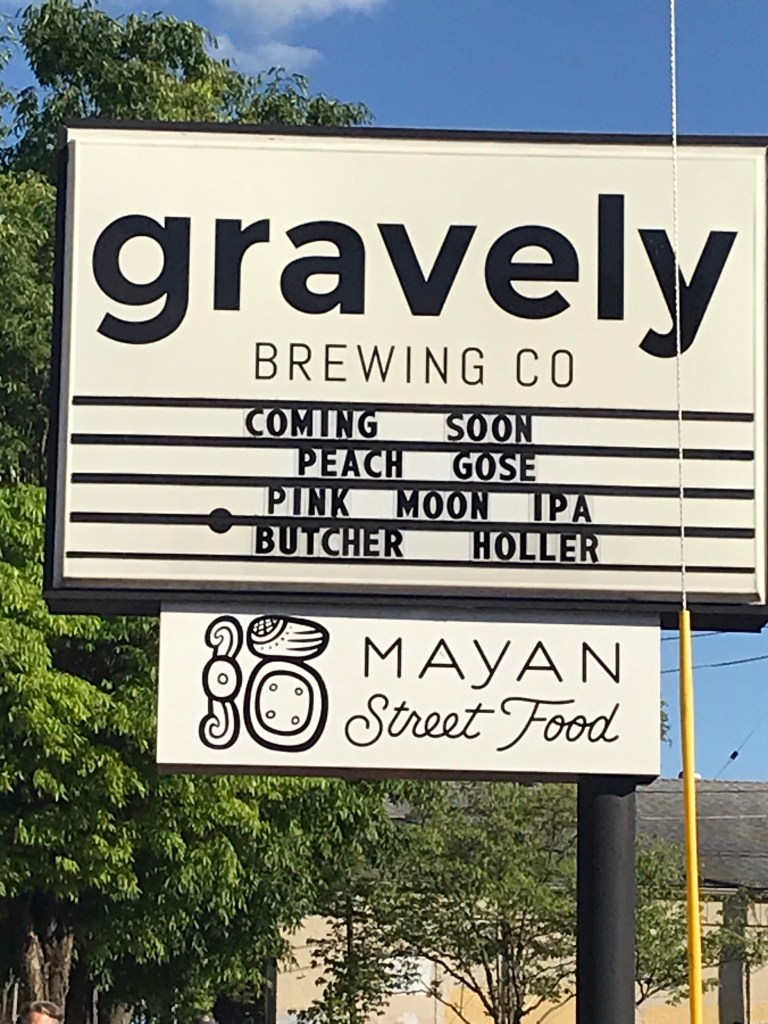 gravely
BREWING CO
COMING SOON
PEACH GOSE
PINK MOON IPA
BUTCHER HOLLER
MAYAN
Street Food